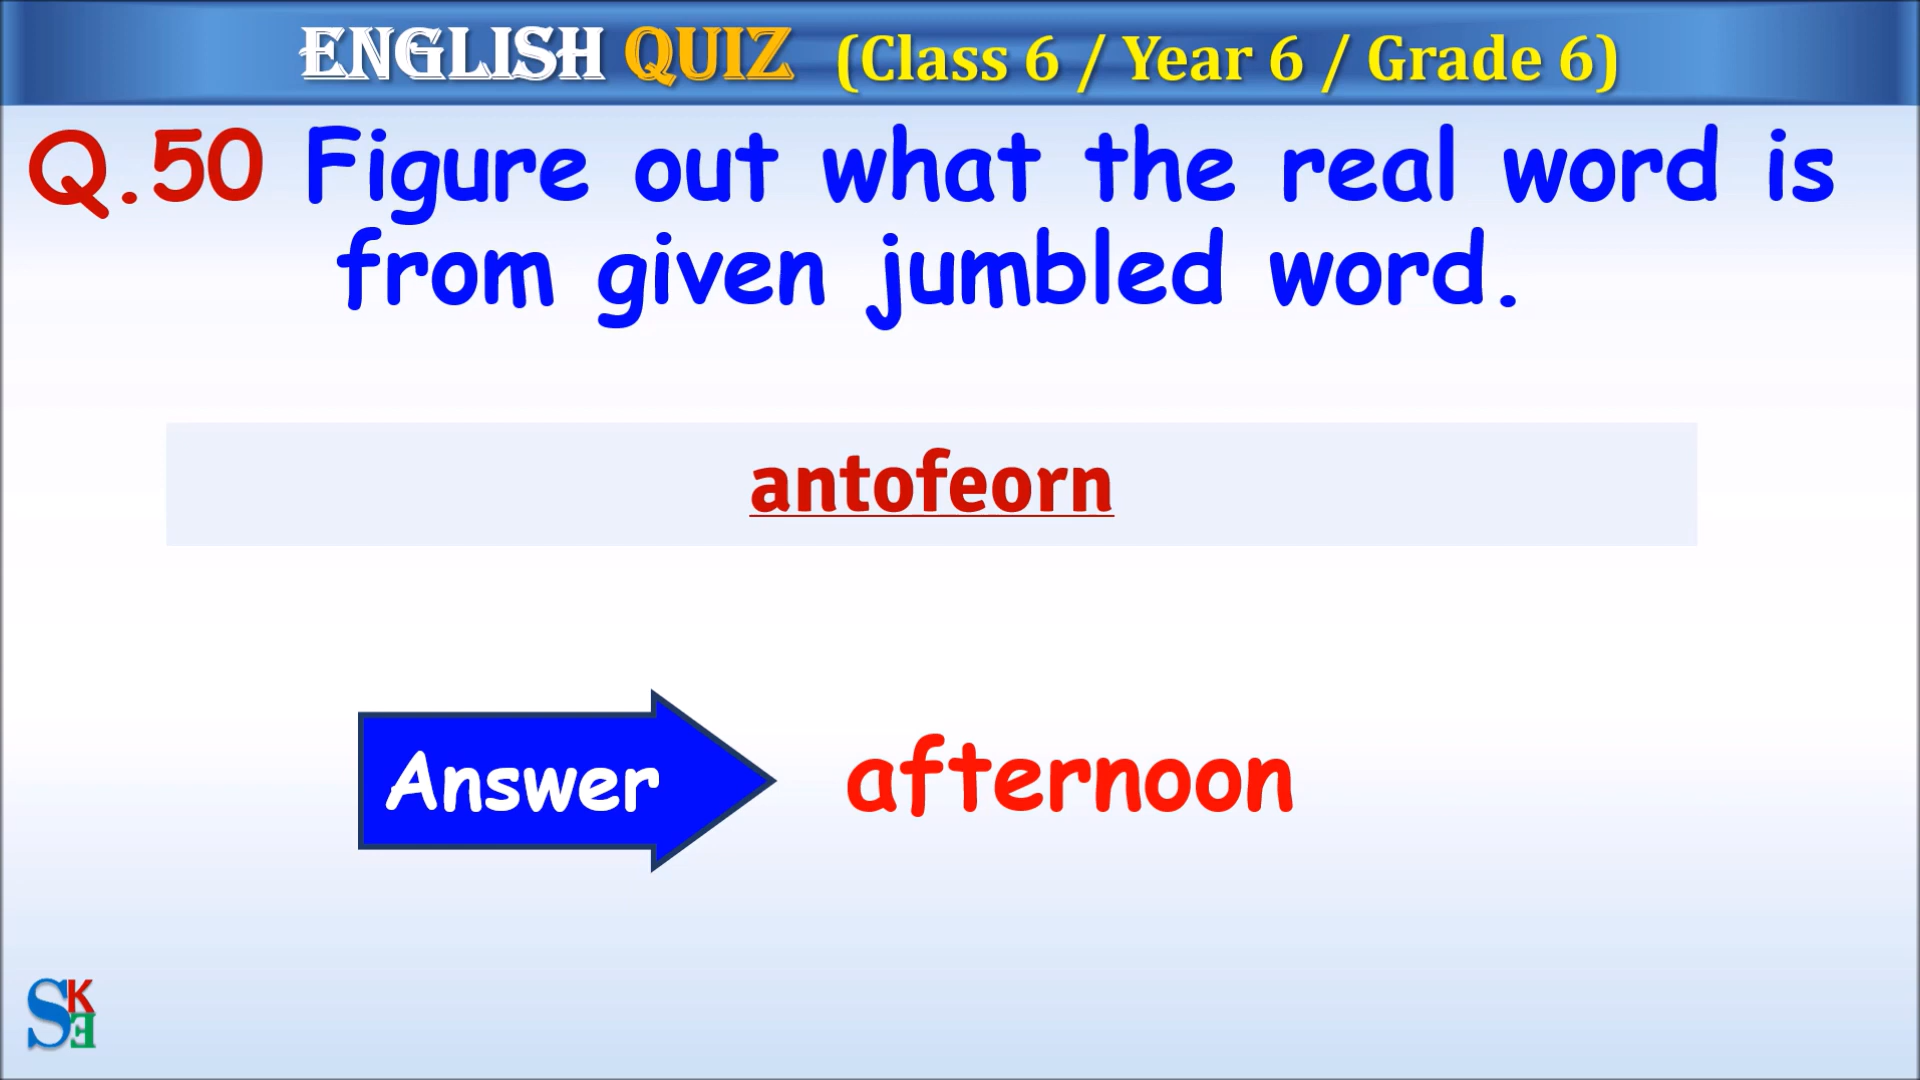 ENGLISH QUIZ (Class 6 / Year 6 / Grade 6)
Q.50 Figure out what the real word is
from given jumbled word.
antofeorn
Answer afternoon
SKE